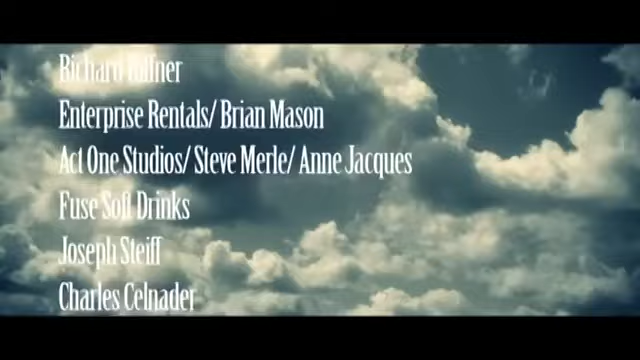 Richard
Enterprise Rentals/ Brian Mason
Act One Studios/ Steve Merle/ Anne Jacques
Fuse Soft Drinks
Joseph Steiff
Charles Celnader